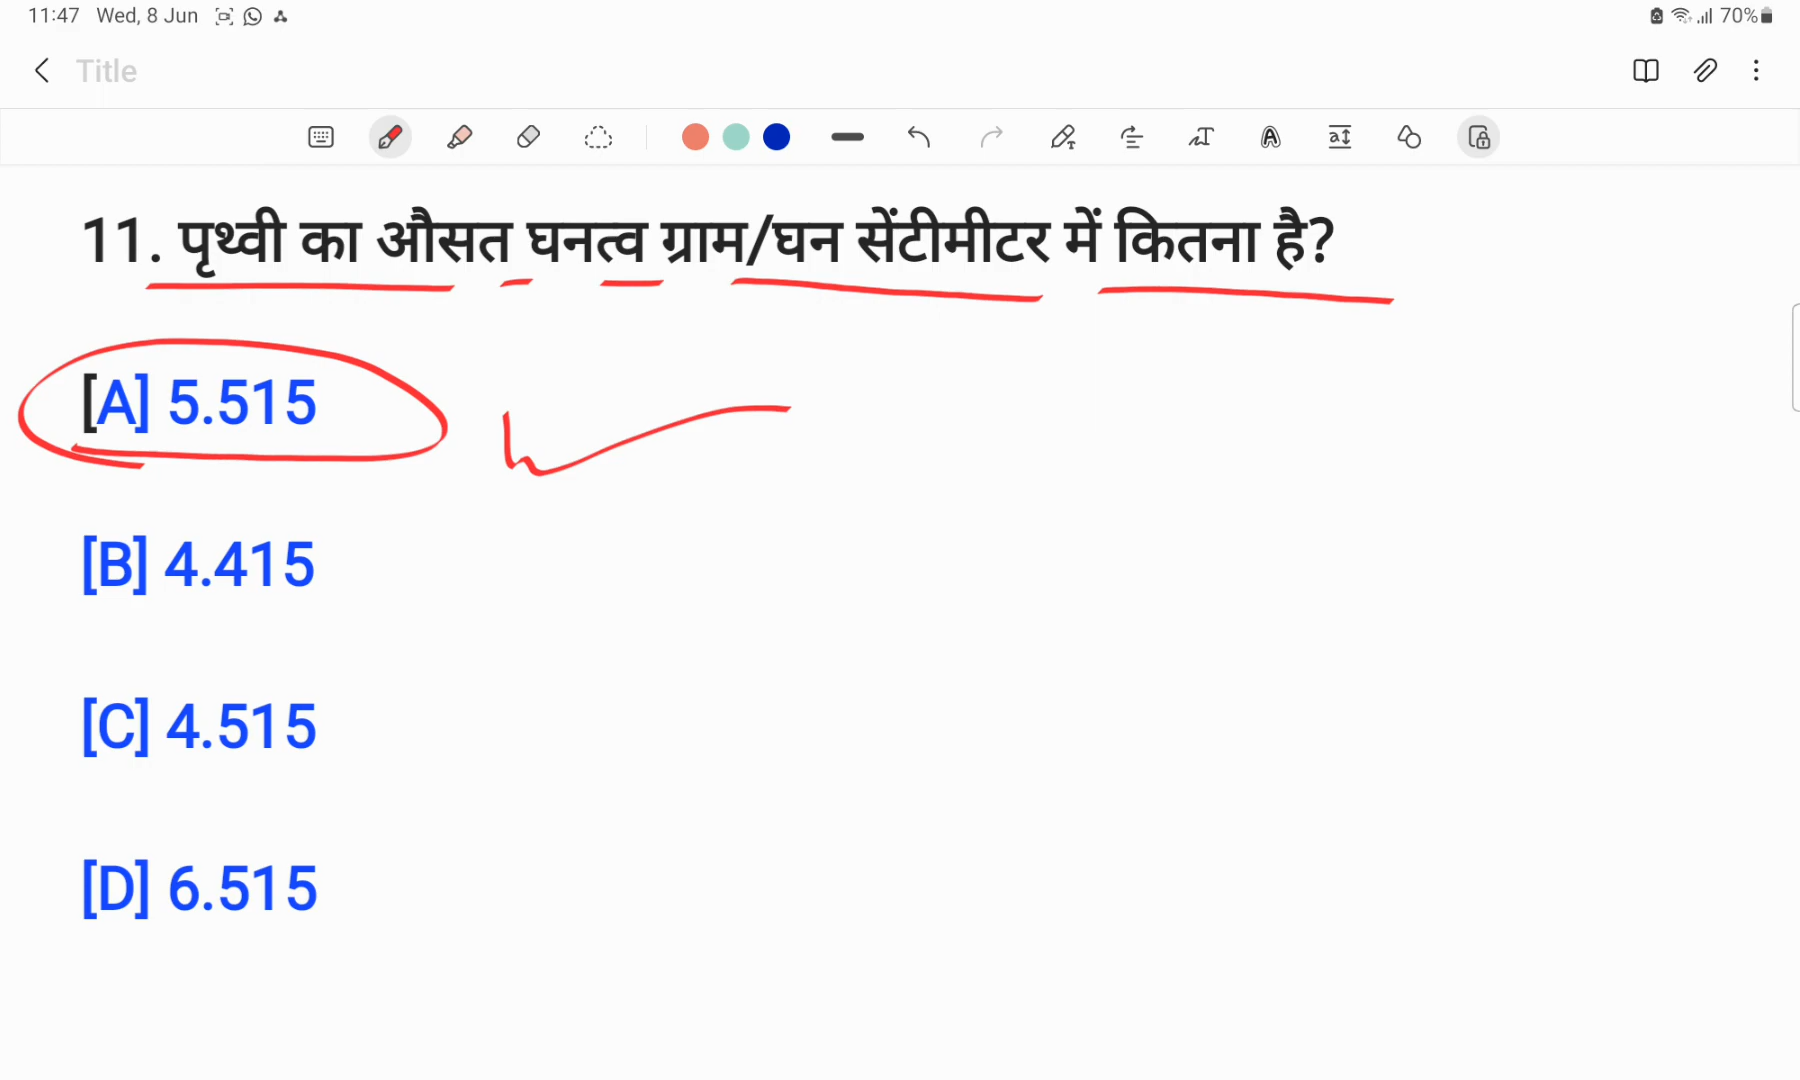 11:47 Wed, 8 Jun 70%
Title
11. पृथ्वी का औसत घनत्व ग्राम/घन सेंटीमीटर में कितना है?
[A] 5.515
[B] 4.415
[C] 4.515
[D] 6.515